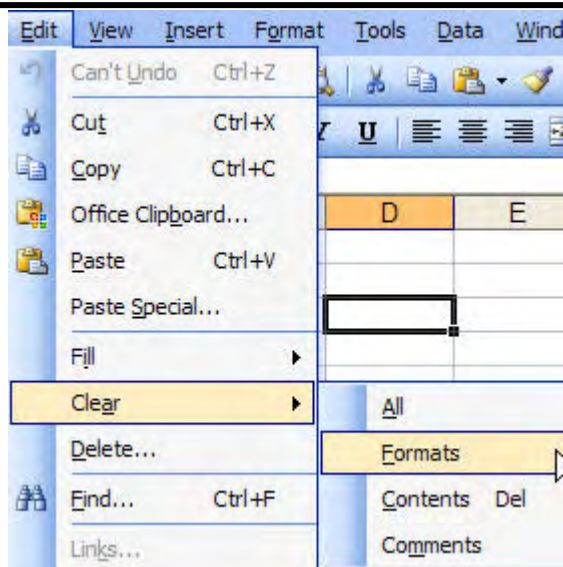 Edit View Insert Format Tools Data Wind
Can't Undo Ctrl+Z
Cut Ctrl+X
U
Copy Ctrl+C
Office Clipboard...
D E
Paste Ctrl+V
Paste Special...
Fill
Clear
All
Delete...
Formats
Find... Ctrl+F
Contents Del
Links...
Comments